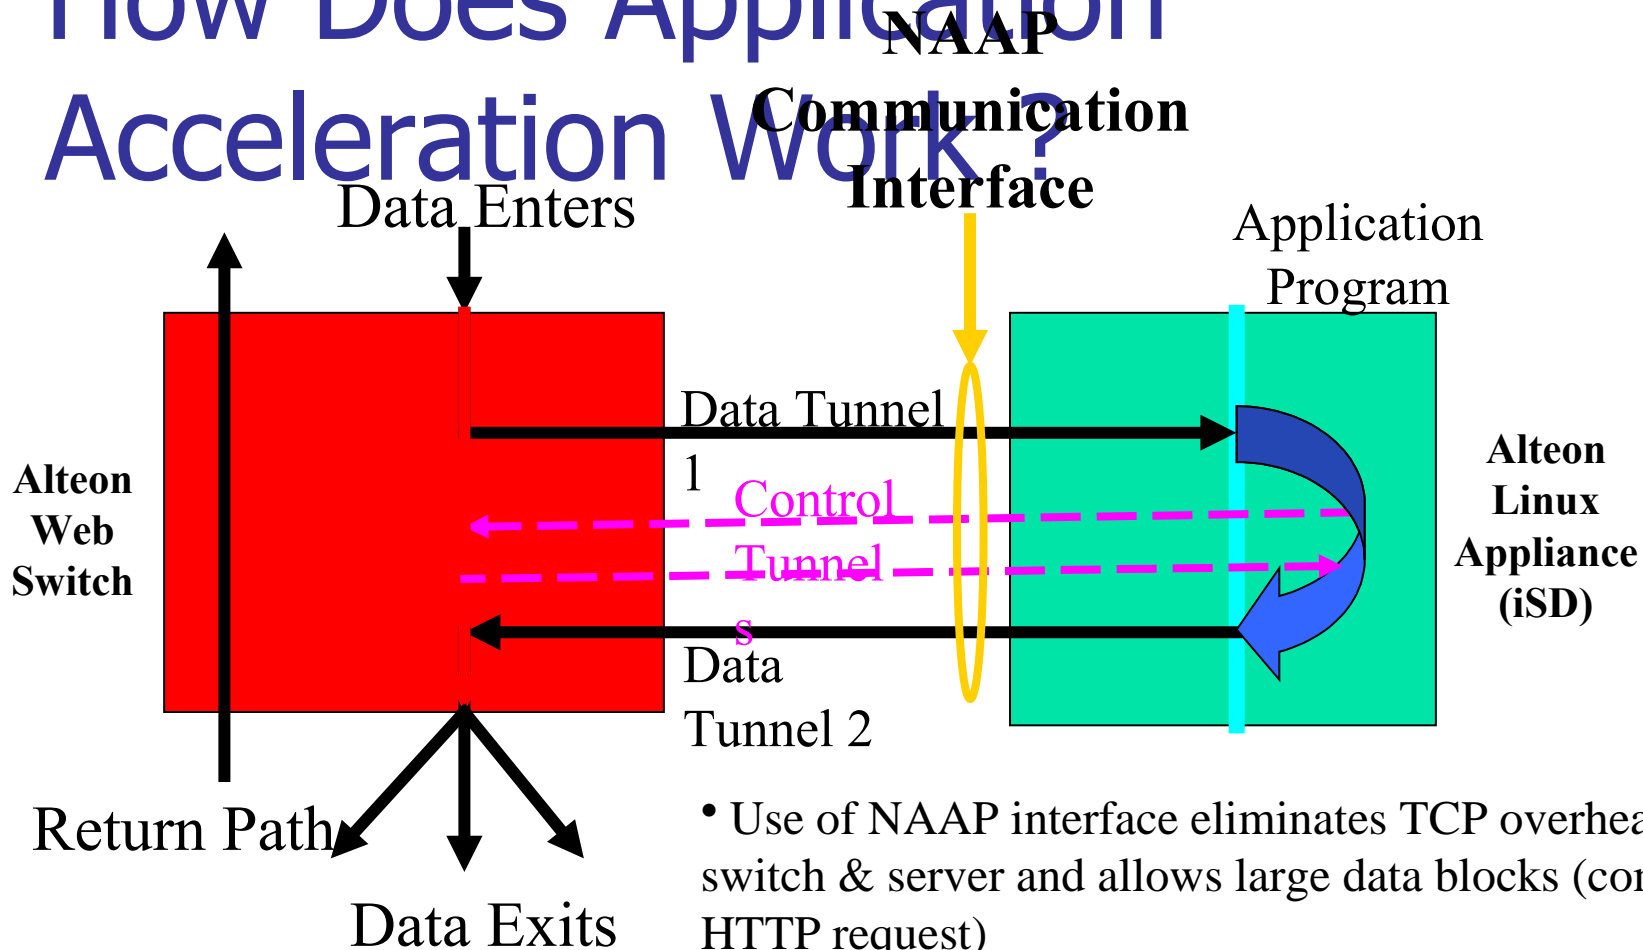 How Does Application
Acceleration Work ?
NAAP
Communication
Interface
Data Enters
Application
Program
Data Tunnel
1
Control
Tunnel
s
Data
Tunnel 2
Alteon
Web
Switch
Alteon
Linux
Appliance
(iSD)
Return Path
Data Exits
• Use of NAAP interface eliminates TCP
switch & server and allows large data blocks
HTTP request)